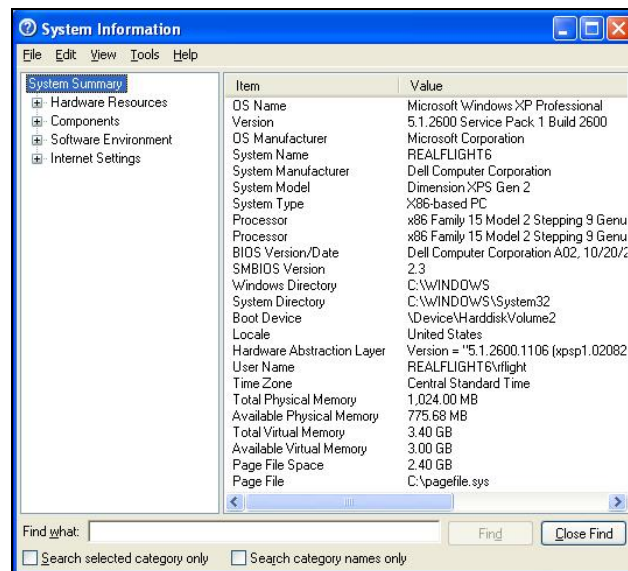 System Information
File Edit View Tools Help
System Summary
Hardware Resources
Components
Software Environment
Internet Settings
Item Value
OS Name Microsoft Windows XP Professional
Version 5.1.2600 Service Pack 1 Build 2600
OS Manufacturer Microsoft Corporation
System Name REALFLIGHT6
System Manufacturer Dell Computer Corporation
System Model Dimension XPS Gen 2
System Type X86-based PC
Processor x86 Family 15 Model 2 Stepping 9 Genu
Processor x86 Family 15 Model 2 Stepping 9 Genu
BIOS Version/Date Dell Computer Corporation A02, 10/20/2
SMBIOS Version 2.3
Windows Directory C:\WINDOWS
System Directory C:\WINDOWS\System32
Boot Device \Device\HarddiskVolume2
Locale United States
Hardware Abstraction Layer Version = "5.1.2600.1106 (xpsp1.02082
User Name REALFLIGHT6\rflight
Time Zone Central Standard Time
Total Physical Memory 1,024.00 MB
Available Physical Memory 775.68 MB
Total Virtual Memory 3.40 GB
Available Virtual Memory 3.00 GB
Page File Space 2.40 GB
Page File C:\pagefile.sys
Find what: Find Close Find
Search selected category only Search category names only